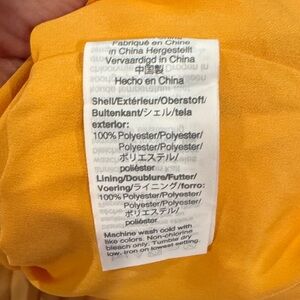 Fabriqué en Chine
in China Hergestellt
Vervaardigd in China
中国製
Hecho en China
Shell/Extérieur/Oberstoff/
Buitenkant/シェル/tela
exterior:
100% Polyester/Polyester/
Polyester/Polyester/
ポリエステル/
poliéster
Lining/Doublure/Futter/
Voering/ライニング/forro:
100% Polyester/Polyester/
Polyester/Polyester/
ポリエステル/
poliéster
Machine wash cold with
like colors. Non-chlorine
bleach only. Tumble dry
low. Iron on lowest setting.